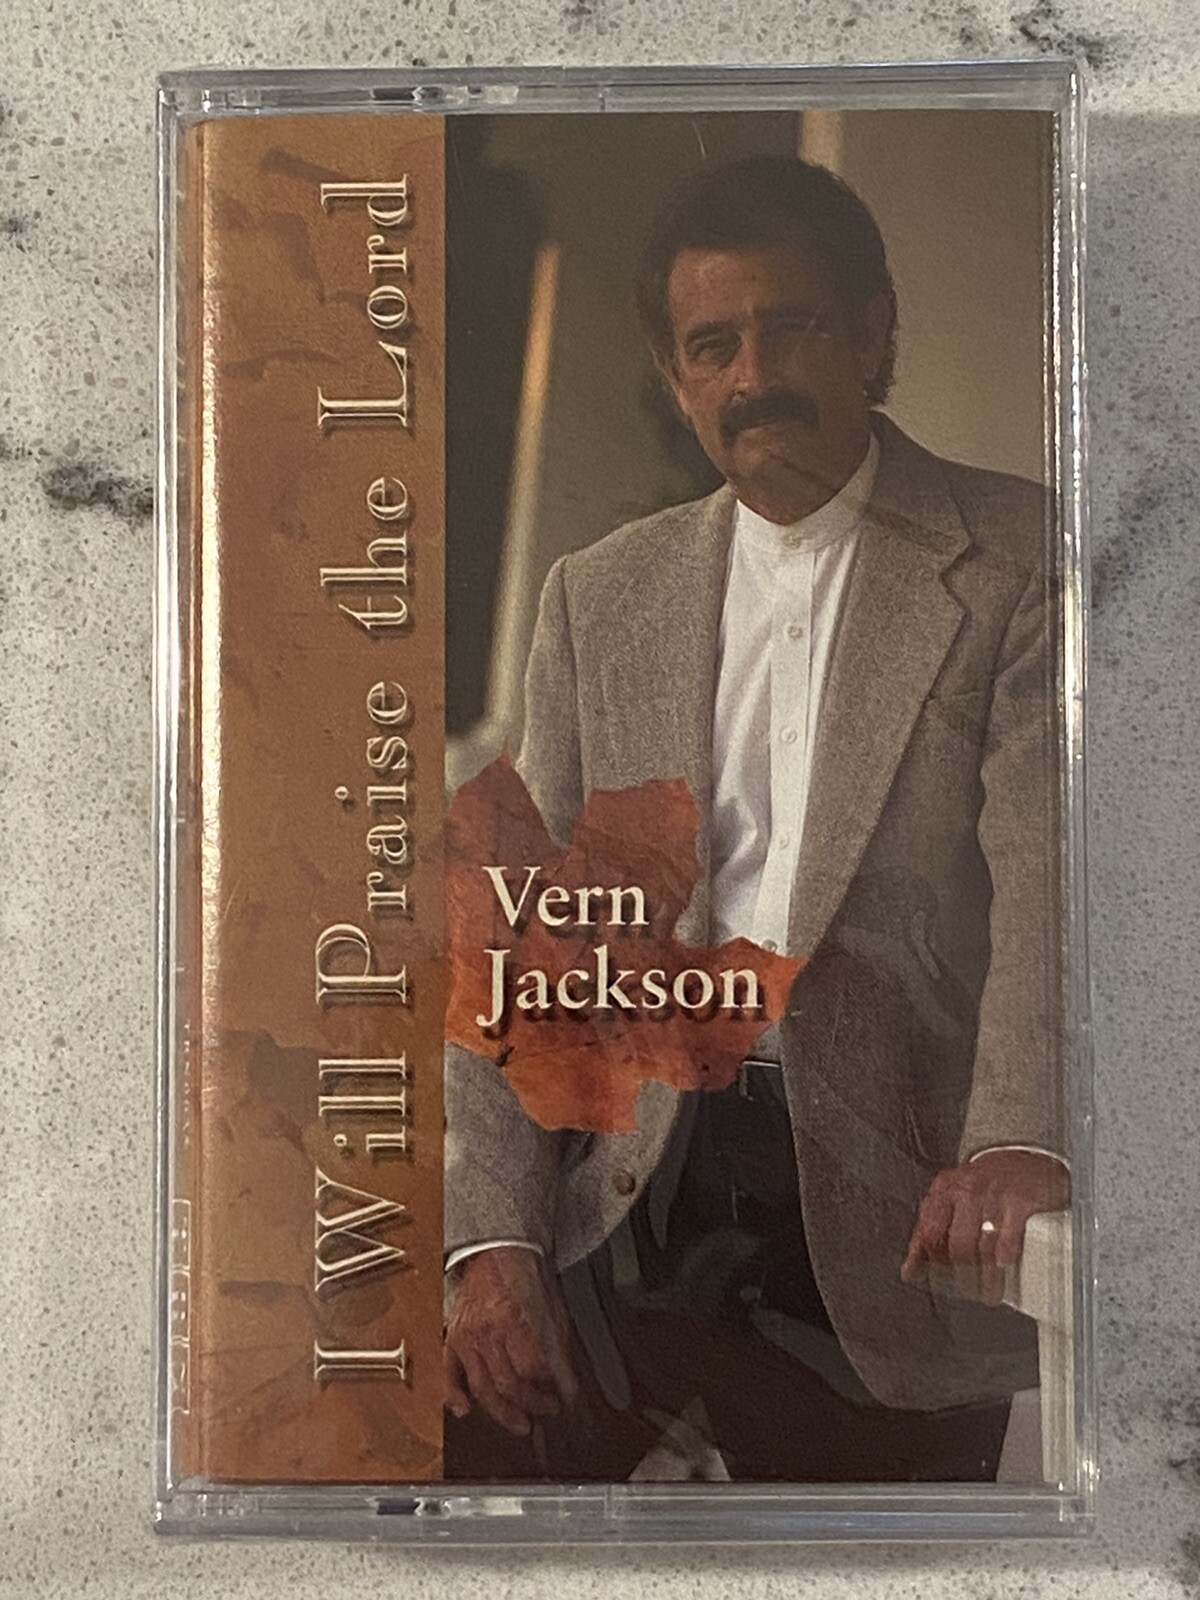 I Will Praise the Lord
Vern
Jackson